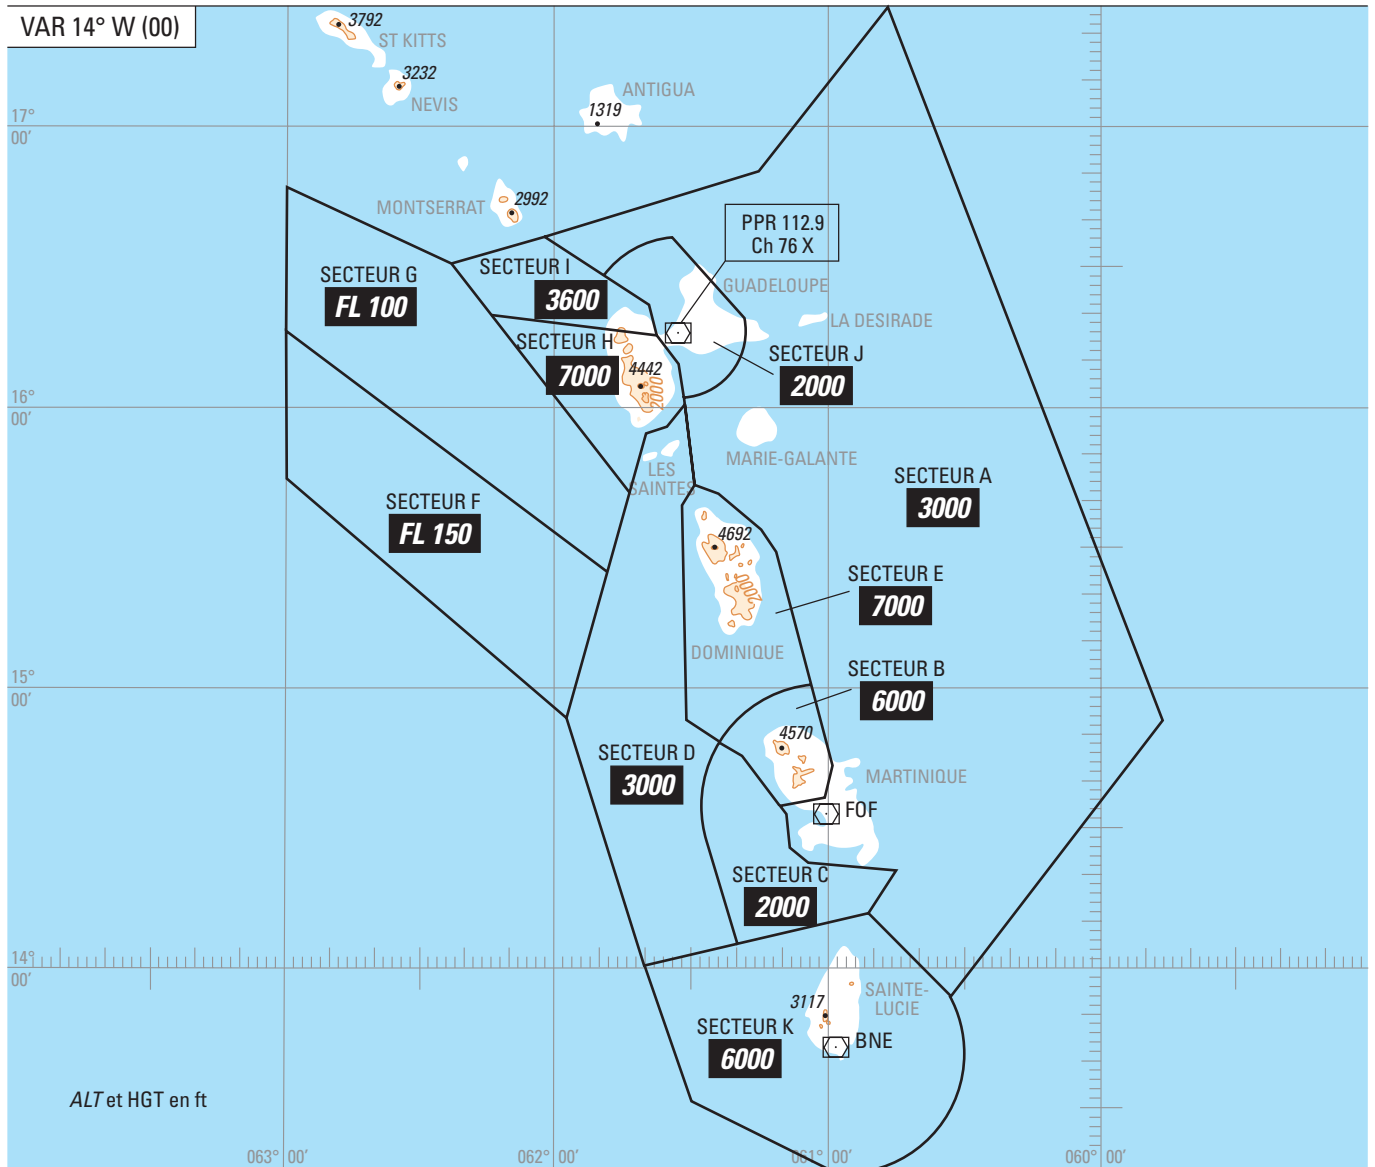 VAR 14° W (00)
3792
ST KITTS
3232
NEVIS
ANTIGUA
1319
17°
00'
MONTSERRAT
2992
PPR 112.9
Ch 76 X
SECTEUR G
FL 100
SECTEUR I
3600
GUADELOUPE
LA DESIRADE
SECTEUR H
7000
4442
2000
SECTEUR J
2000
16°
00'
MARIE-GALANTE
LES
SAINTES
SECTEUR A
3000
SECTEUR F
FL 150
4692
2000
SECTEUR E
7000
DOMINIQUE
SECTEUR B
6000
15°
00'
4570
SECTEUR D
3000
MARTINIQUE
FOF
SECTEUR C
2000
14°
00'
3117
SAINTE-
LUCIE
SECTEUR K
6000
BNE
ALT et HGT en ft
063° 00'
062° 00'
061° 00'
060° 00'